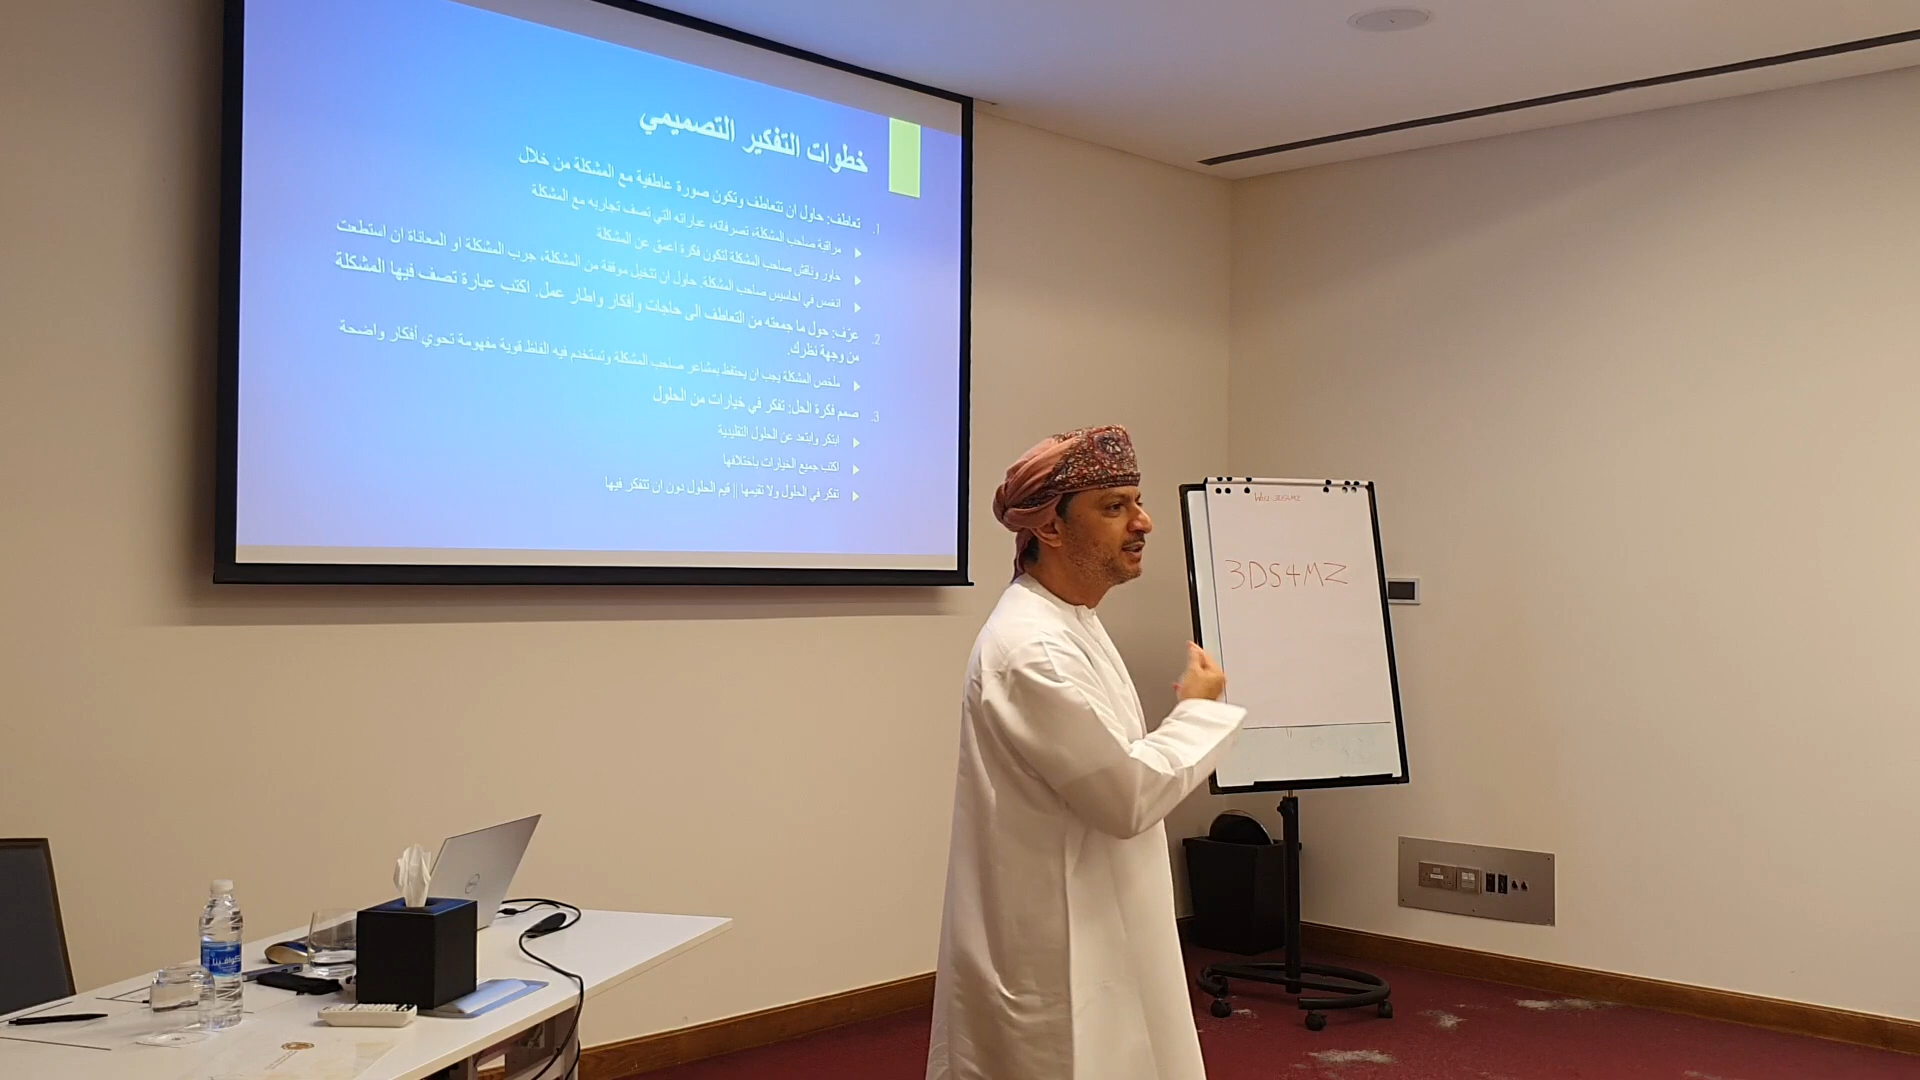 خطوات التفكير التصميمي
1. تعاطف: حاول ان تتعاطف وتكون صورة عاطفية مع المشكلة من خلال
مراقبة صاحب المشكلة، تصرفاته، عباراته التي تصف تجاربه مع المشكلة
حاور وناقش صاحب المشكلة لتكون فكرة اعمق عن المشكلة
انغمس في احاسيس صاحب المشكلة. حاول ان تتخيل موقفة من المشكلة، جرب المشكلة او المعاناة ان استطعت
2. عرف: حول ما جمعته من التعاطف الى حاجات وأفكار واطار عمل. اكتب عبارة تصف فيها المشكلة
من وجهة نظرك.
ملخص المشكلة يجب ان يحتفظ بمشاعر صاحب المشكلة وتستخدم فيه الفاظ قوية مفهومة تحوي أفكار واضحة
3. صمم فكرة الحل: تفكر في خيارات من الحلول
ابتكر وابتعد عن الحلول التقليدية
اكتب جميع الخيارات باختلافها
تفكر في الحلول ولا تقيمها || قيم الحلول دون ان تتفكر فيها
3DS4MZ
DELL